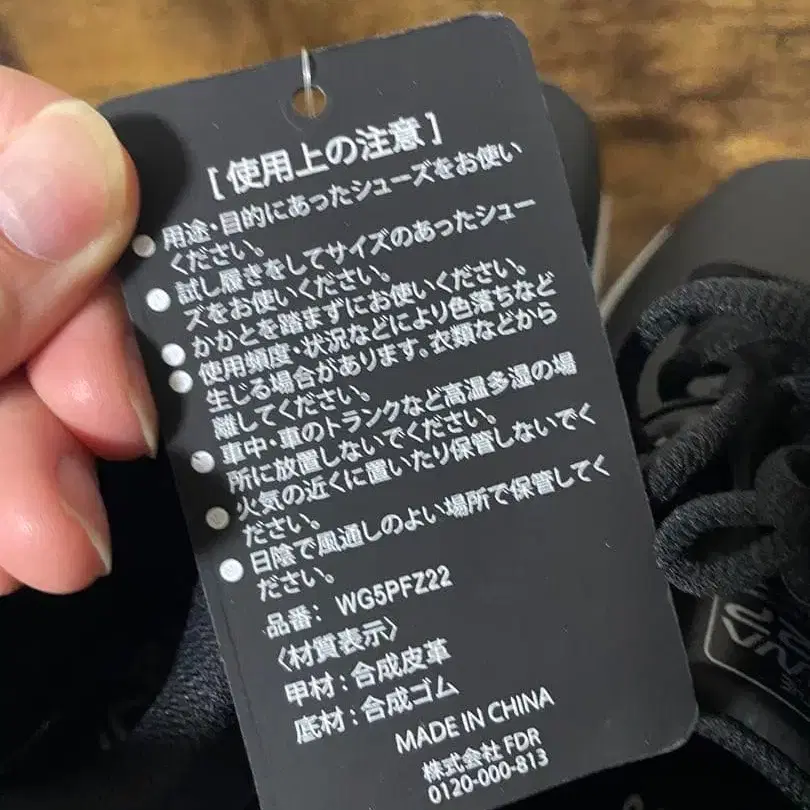 [使用上の注意]
● 用途・目的にあったシューズをお使い
ください。
● 試し履きをしてサイズのあったシュー
ズをお使いください。
● かかとを踏まずにお使いください。
● 使用頻度・状況などにより色落ちなど
生じる場合があります。衣類などから
離してください。
● 車中・車のトランクなど高温多湿の場
所に放置しないでください。
● 火気の近くに置いたり保管しないでく
ださい。
● 日陰で風通しのよい場所で保管してく
ださい。
品番: WG5PFZ22
〈材質表示〉
甲材:合成皮革
底材:合成ゴム
MADE IN CHINA
株式会社 FDR
0120-000-813